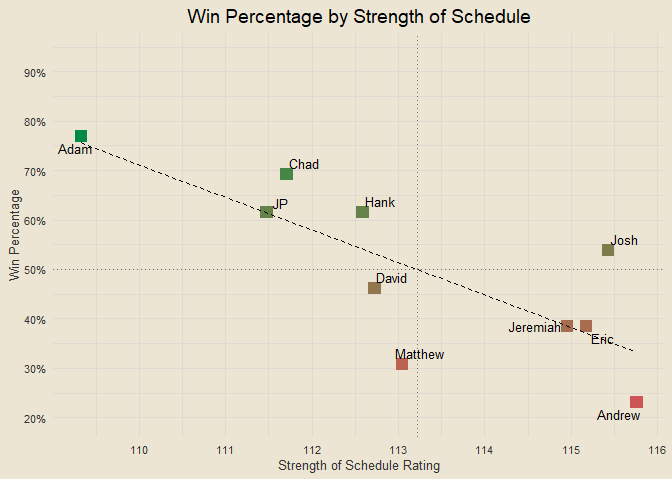 Win Percentage by Strength of Schedule
90%
80%
70%
60%
50%
40%
30%
20%
Win Percentage
Adam
Chad
JP
Hank
David
Josh
Jeremiah
Eric
Matthew
Andrew
110
111
112
113
114
115
116
Strength of Schedule Rating